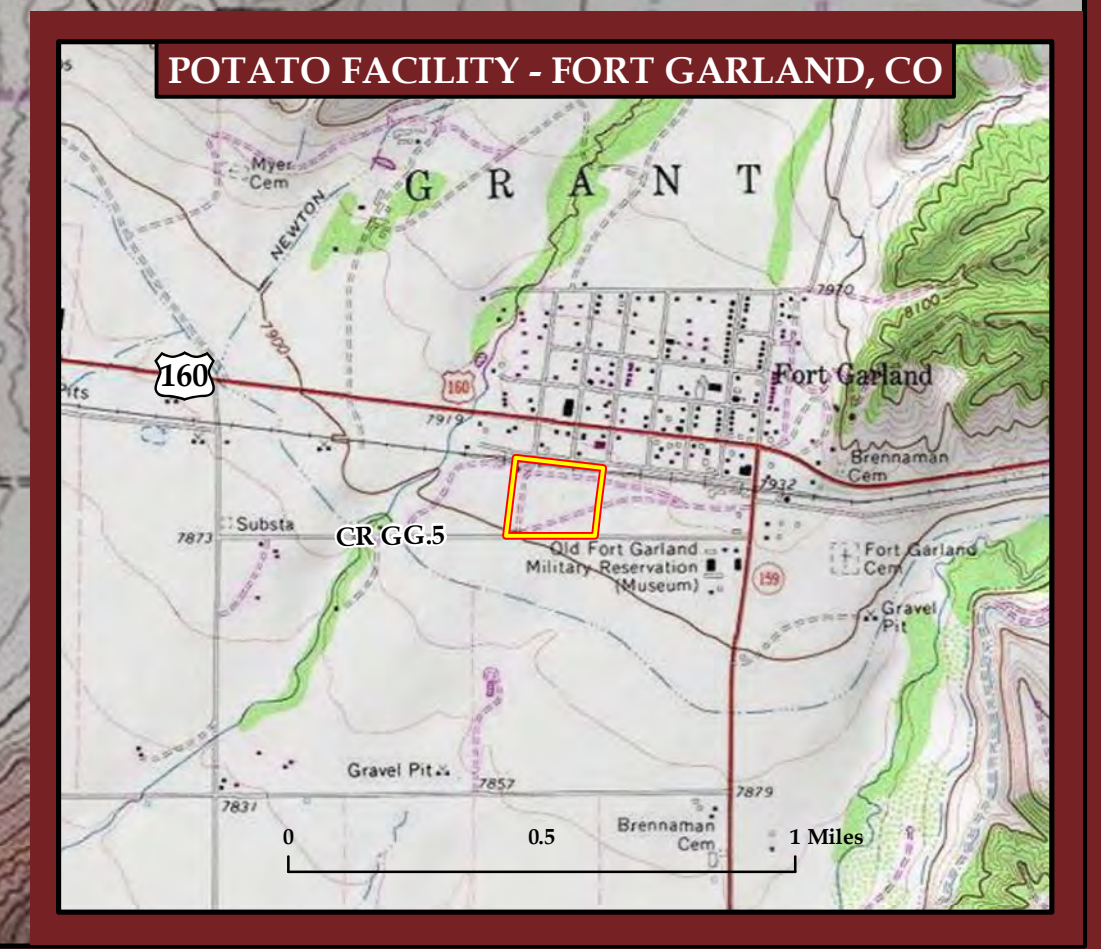 POTATO FACILITY - FORT GARLAND, CO
Myer
Cem
G R A N T
NEWTON
7970
8100
7900
160
160
Fort Garland
Pits
7919
Brennaman
Cem
7932
Substa
CR GG.5
7873
Old Fort Garland
Military Reservation
(Museum)
Fort Garland
Cem
159
Gravel
Pit
Gravel Pit
7857
7879
7831
Brennaman
Cem
0 0.5 1 Miles